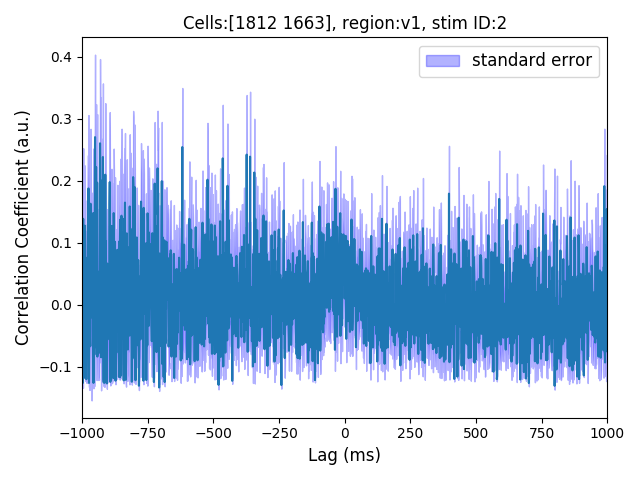 Cells:[1812 1663], region:v1, stim ID:2
standard error
Correlation Coefficient (a.u.)
0.4
0.3
0.2
0.1
0.0
−0.1
−1000 −750 −500 −250 0 250 500 750 1000
Lag (ms)